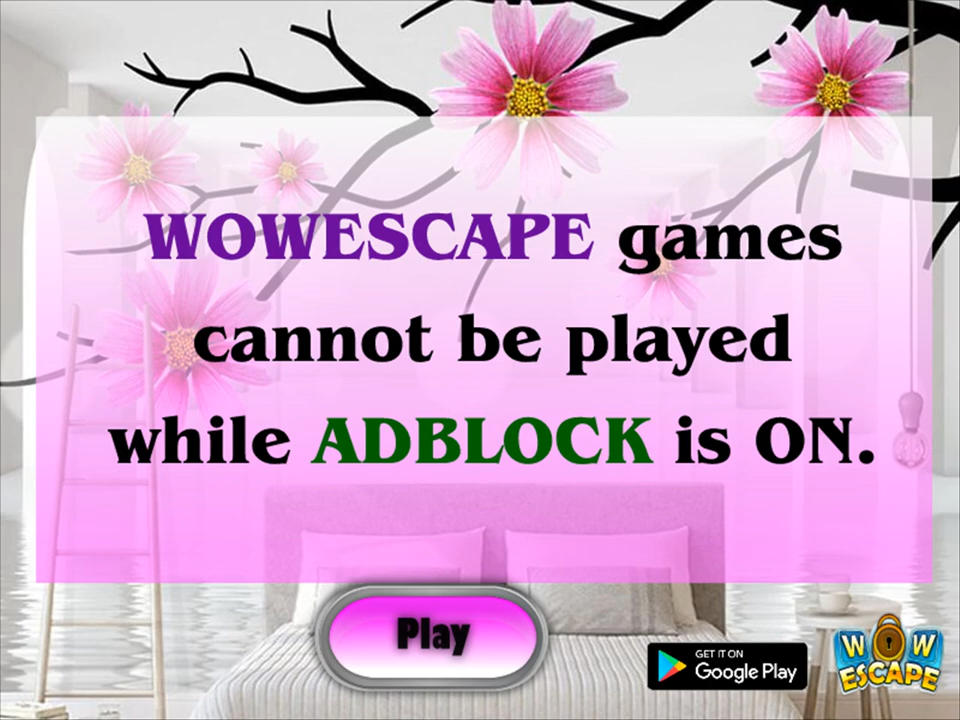 WOWESCAPE games
cannot be played
while ADBLOCK is ON.
Play
GET IT ON
Google Play
WOW
ESCAPE